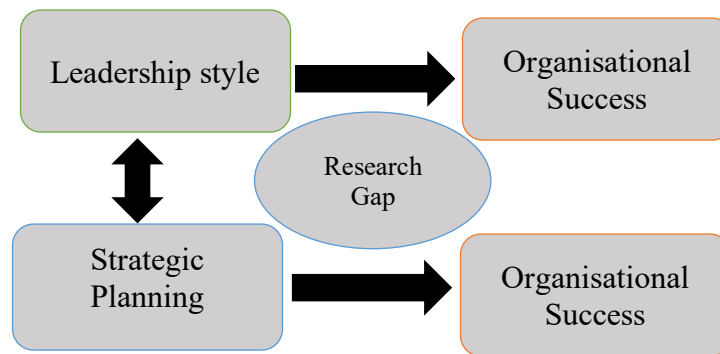 Leadership style
Organisational
Success
Research
Gap
Strategic
Planning
Organisational
Success